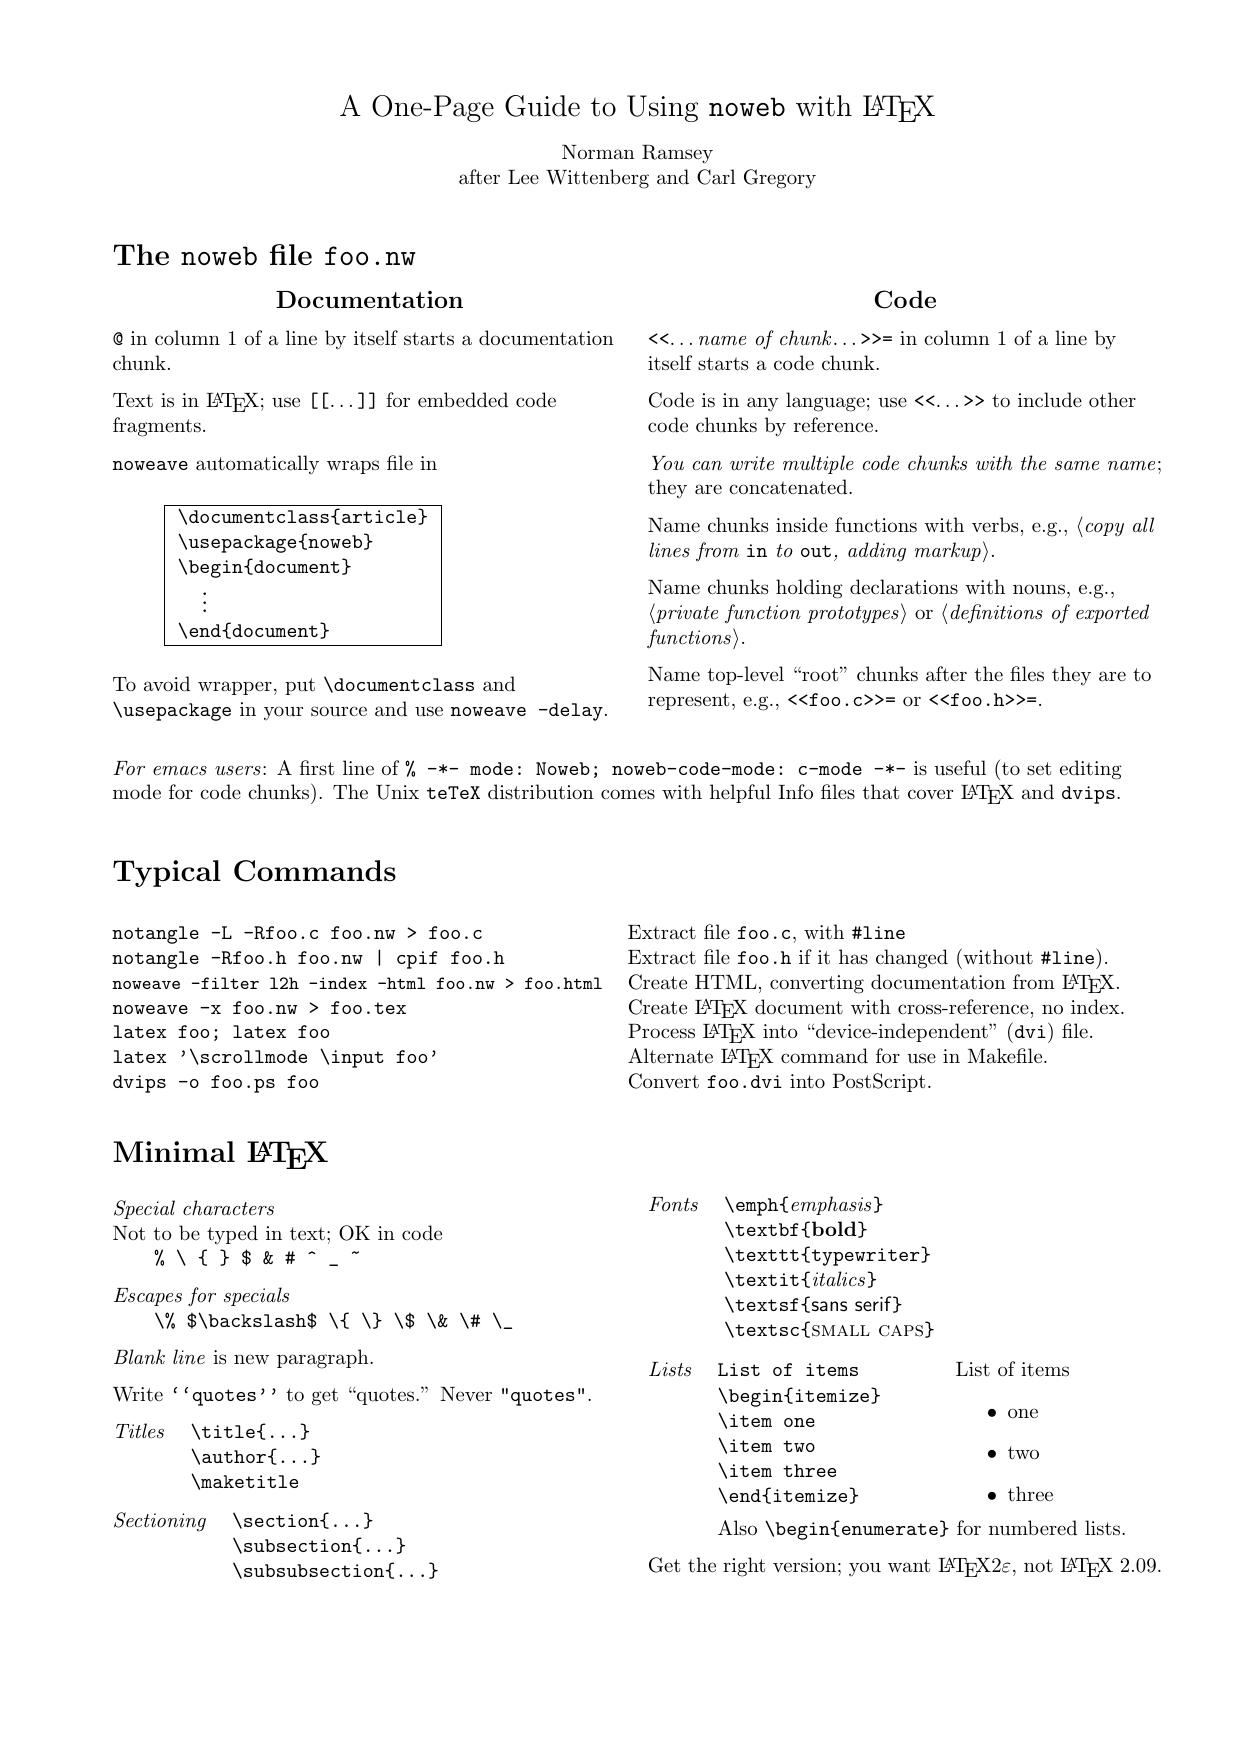 A One-Page Guide to Using noweb with LATEX
Norman Ramsey
after Lee Wittenberg and Carl Gregory
The noweb file foo.nw
Documentation
@ in column 1 of a line by itself starts a documentation
chunk.
Text is in LATEX; use [[...]] for embedded code
fragments.
noweave automatically wraps file in
\documentclass{article}
\usepackage{noweb}
\begin{document}
⋮
\end{document}
To avoid wrapper, put \documentclass and
\usepackage in your source and use noweave -delay.
Code
<<...name of chunk...>>= in column 1 of a line by
itself starts a code chunk.
Code is in any language; use <<...>> to include other
code chunks by reference.
You can write multiple code chunks with the same name;
they are concatenated.
Name chunks inside functions with verbs, e.g., ⟨copy all
lines from in to out, adding markup⟩.
Name chunks holding declarations with nouns, e.g.,
⟨private function prototypes⟩ or ⟨definitions of exported
functions⟩.
Name top-level “root” chunks after the files they are to
represent, e.g., <<foo.c>>= or <<foo.h>>=.
For emacs users: A first line of % -*- mode: Noweb; noweb-code-mode: c-mode -*- is useful (to set editing
mode for code chunks). The Unix teTeX distribution comes with helpful Info files that cover LATEX and dvips.
Typical Commands
notangle -L -Rfoo.c foo.nw > foo.c Extract file foo.c, with #line
notangle -Rfoo.h foo.nw | cpif foo.h Extract file foo.h if it has changed (without #line).
noweave -filter l2h -index -html foo.nw > foo.html Create HTML, converting documentation from LATEX.
noweave -x foo.nw > foo.tex Create LATEX document with cross-reference, no index.
latex foo; latex foo Process LATEX into “device-independent” (dvi) file.
latex '\scrollmode \input foo' Alternate LATEX command for use in Makefile.
dvips -o foo.ps foo Convert foo.dvi into PostScript.
Minimal LATEX
Special characters
Not to be typed in text; OK in code
% \ { } $ & # ^ _ ~
Escapes for specials
\% $\backslash$ \{ \} \$ \& \# \_
Blank line is new paragraph.
Write ‘‘quotes’’ to get “quotes.” Never "quotes".
Titles \title{...}
\author{...}
\maketitle
Sectioning \section{...}
\subsection{...}
\subsubsection{...}
Fonts \emph{emphasis}
\textbf{bold}
\texttt{typewriter}
\textit{italics}
\textsf{sans serif}
\textsc{SMALL CAPS}
Lists List of items
\begin{itemize}
\item one
\item two
\item three
\end{itemize}
List of items
• one
• two
• three
Also \begin{enumerate} for numbered lists.
Get the right version; you want LATEX2ε, not LATEX 2.09.